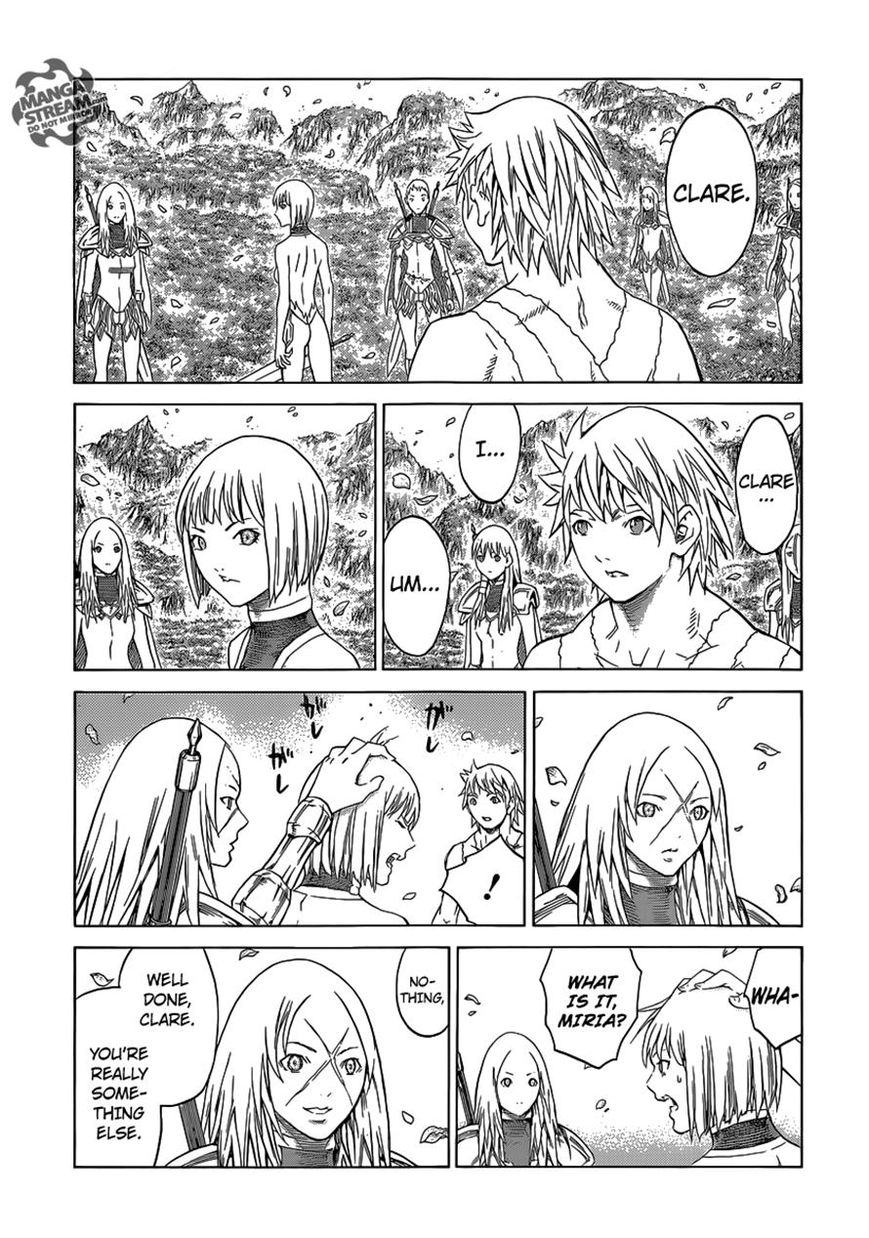 MANGA
STREAM.com
DO NOT MIRROR
CLARE.
CLARE
...
I...
UM...
!
ガシ
ガシ
ガシ
WHA-
WHAT
IS IT,
MIRIA?
NO-
THING,
WELL
DONE,
CLARE.
YOU'RE
REALLY
SOME-
THING
ELSE.